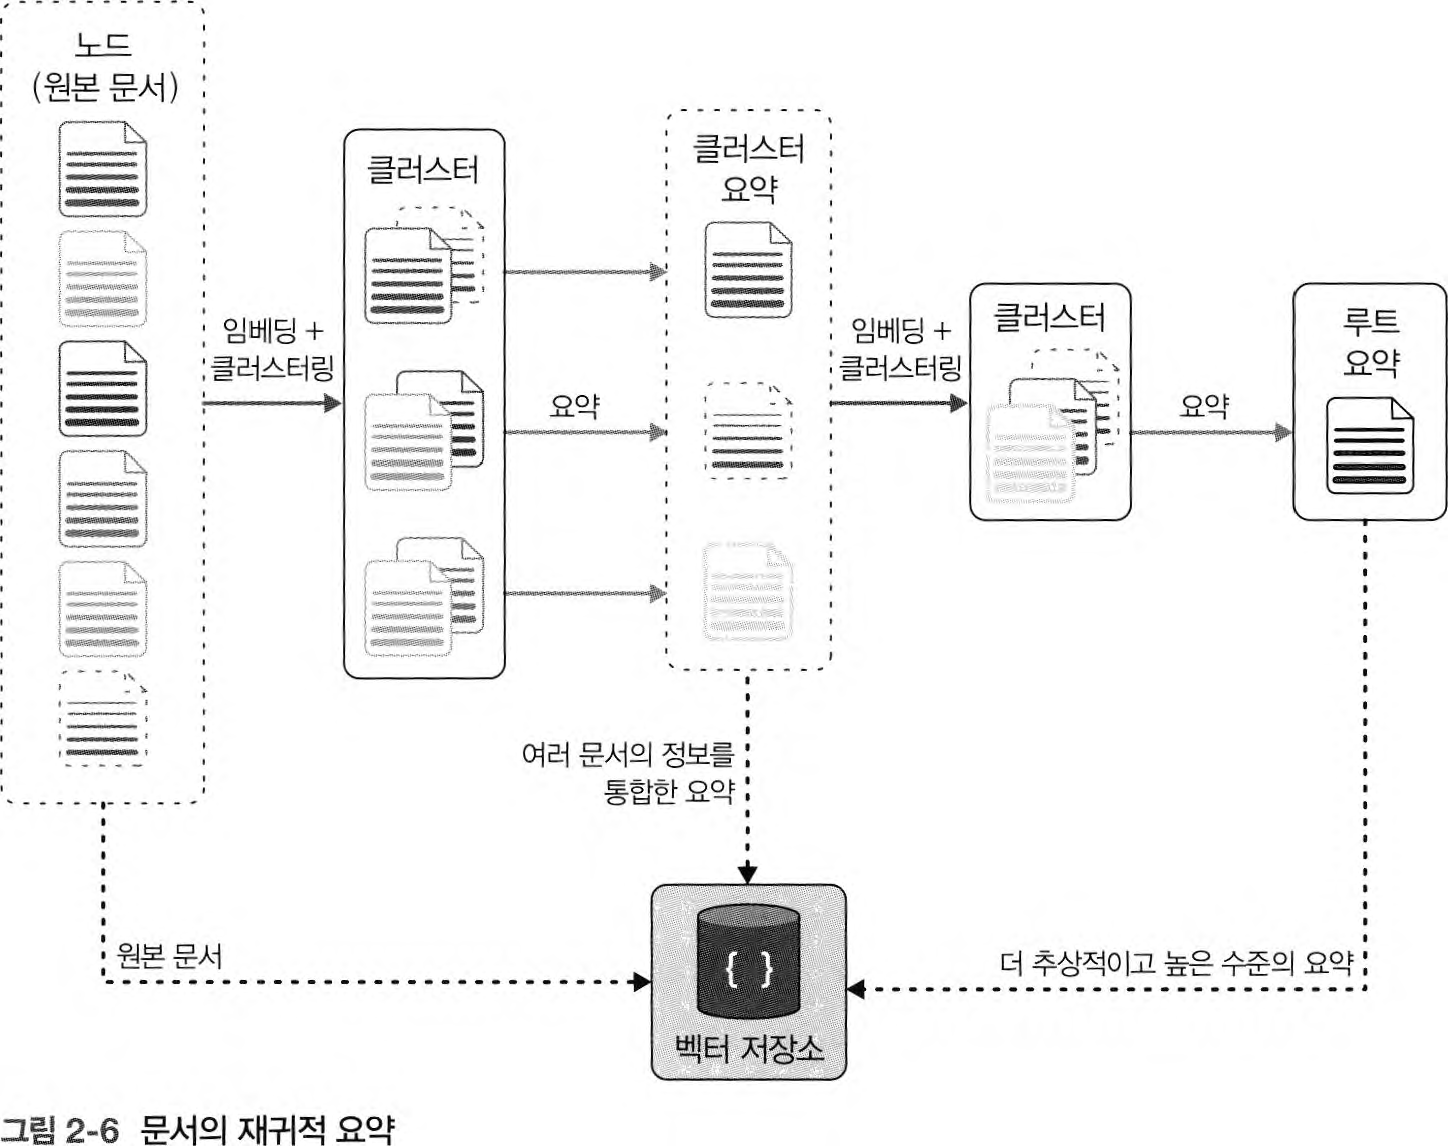 노드
(원본 문서)
클러스터
클러스터
요약
임베딩 +
클러스터링
요약
임베딩 +
클러스터링
클러스터
요약
루트
요약
여러 문서의 정보를
통합한 요약
원본 문서
더 추상적이고 높은 수준의 요약
{ }
벡터 저장소
그림 2-6 문서의 재귀적 요약